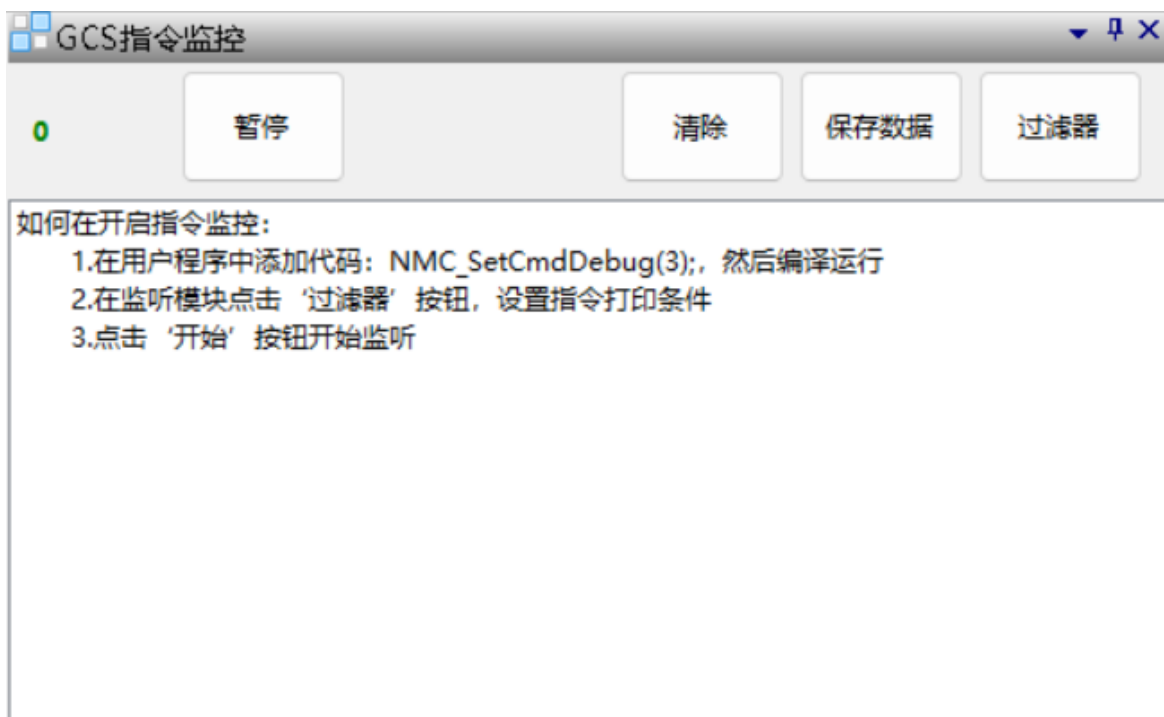 GCS指令监控
0
暂停
清除
保存数据
过滤器
如何在开启指令监控：
1.在用户程序中添加代码：NMC_SetCmdDebug(3);，然后编译运行
2.在监听模块点击‘过滤器’按钮，设置指令打印条件
3.点击‘开始’按钮开始监听